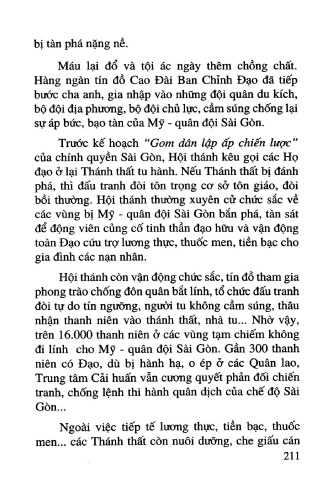 bị tàn phá nặng nề.
Máu lại đổ và tội ác ngày thêm chồng chất.
Hàng ngàn tín đồ Cao Đài Ban Chỉnh Đạo đã tiếp
bước cha anh, gia nhập vào những đội quân du kích,
bộ đội địa phương, bộ đội chủ lực, cầm súng chống lại
sự áp bức, bạo tàn của Mỹ - quân đội Sài Gòn.
Trước kế hoạch "Gom dân lập ấp chiến lược"
của chính quyền Sài Gòn, Hội thánh kêu gọi các Họ
đạo ở lại Thánh thất tu hành. Nếu Thánh thất bị đánh
phá, thì đấu tranh đòi tôn trọng cơ sở tôn giáo, đòi
bồi thường. Hội thánh thường xuyên cử chức sắc về
các vùng bị Mỹ - quân đội Sài Gòn bắn phá, tàn sát
để động viên củng cố tinh thần đạo hữu và vận động
toàn Đạo cứu trợ lương thực, thuốc men, tiền bạc cho
gia đình các nạn nhân.
Hội thánh còn vận động chức sắc, tín đồ tham gia
phong trào chống đôn quân bắt lính, tổ chức đấu tranh
đòi tự do tín ngưỡng, người tu không cầm súng, thâu
nhận thanh niên vào thánh thất, nhà tu... Nhờ vậy,
trên 16.000 thanh niên ở các vùng tạm chiếm không
đi lính cho Mỹ - quân đội Sài Gòn. Gần 300 thanh
niên có Đạo, dù bị hành hạ, o ép ở các Quân lao,
Trung tâm Cải huấn vẫn cương quyết phản đối chiến
tranh, chống lệnh thi hành quân dịch của chế độ Sài
Gòn...
Ngoài việc tiếp tế lương thực, tiền bạc, thuốc
men... các Thánh thất còn nuôi dưỡng, che giấu cán
211